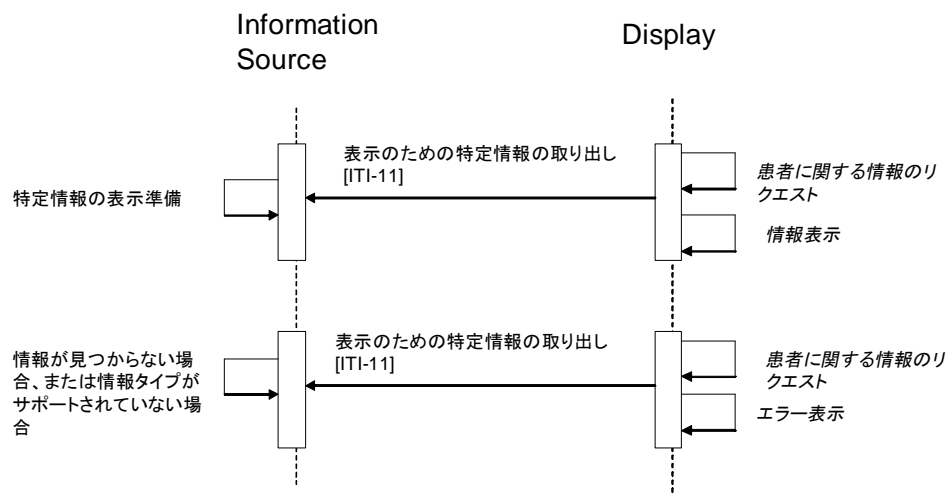 Information
Source
Display
表示のための特定情報の取り出し
[ITI-11]
患者に関する情報のリ
クエスト
特定情報の表示準備
情報表示
表示のための特定情報の取り出し
[ITI-11]
情報が見つからない場
合、または情報タイプが
サポートされていない場
合
患者に関する情報のリ
クエスト
エラー表示